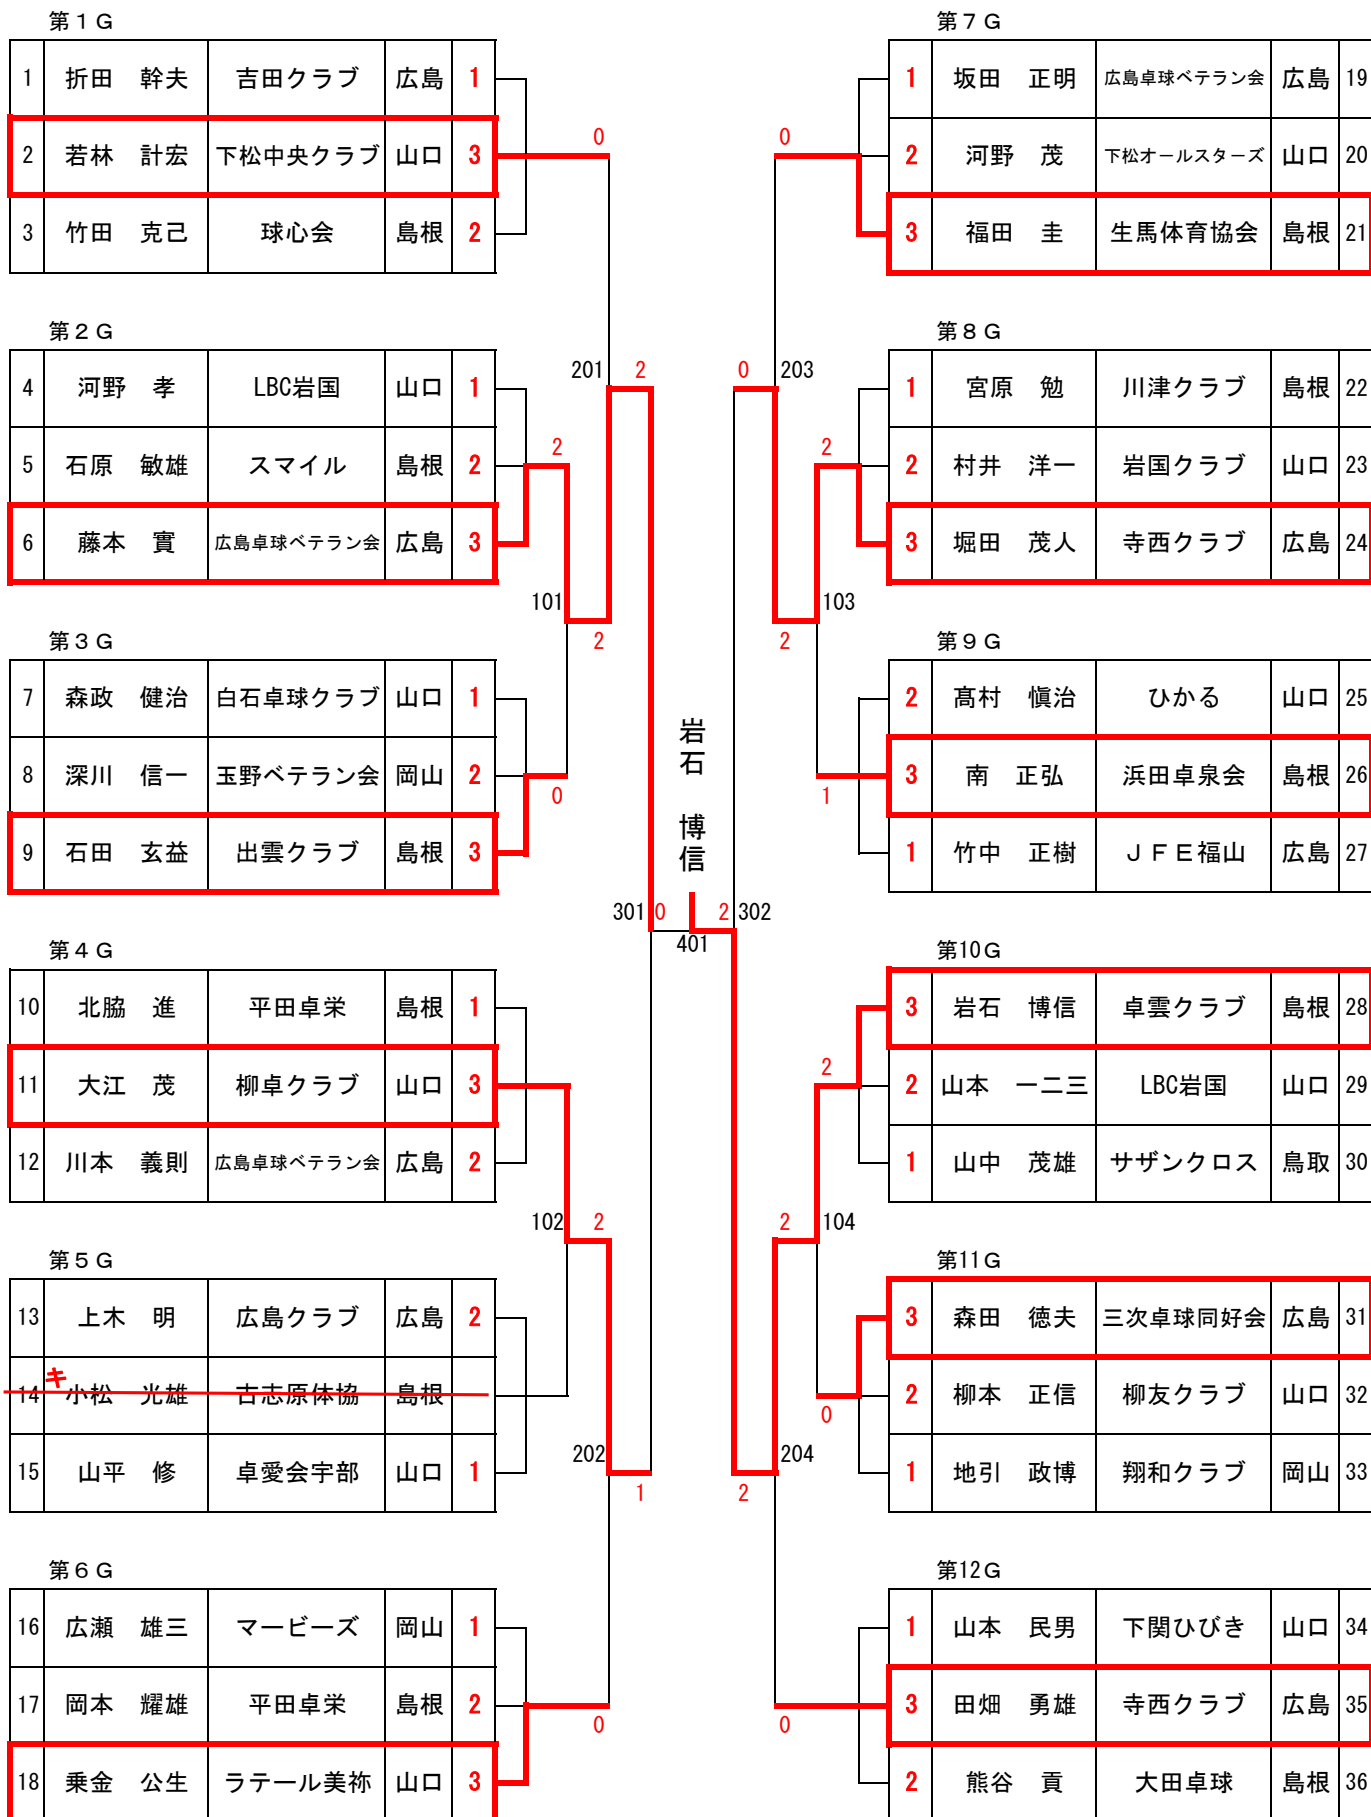 第１Ｇ
1 折田 幹夫 吉田クラブ 広島 1
2 若林 計宏 下松中央クラブ 山口 3
3 竹田 克己 球心会 島根 2
0
第２Ｇ
4 河野 孝 LBC岩国 山口 1
5 石原 敏雄 スマイル 島根 2
6 藤本 實 広島卓球ベテラン会 広島 3
201 2
2
101
2
第３Ｇ
7 森政 健治 白石卓球クラブ 山口 1
8 深川 信一 玉野ベテラン会 岡山 2
9 石田 玄益 出雲クラブ 島根 3
0
第４Ｇ
10 北脇 進 平田卓栄 島根 1
11 大江 茂 柳卓クラブ 山口 3
12 川本 義則 広島卓球ベテラン会 広島 2
102 2
第５Ｇ
13 上木 明 広島クラブ 広島 2
キ
14 小松 光雄 古志原体協 島根
15 山平 修 卓愛会宇部 山口 1
202
1
第６Ｇ
16 広瀬 雄三 マービーズ 岡山 1
17 岡本 耀雄 平田卓栄 島根 2
18 乗金 公生 ラテール美祢 山口 3
0
岩石 博信
301 0 2 302
401
第７Ｇ
1 坂田 正明 広島卓球ベテラン会 広島 19
2 河野 茂 下松オールスターズ 山口 20
3 福田 圭 生馬体育協会 島根 21
0
第８Ｇ
1 宮原 勉 川津クラブ 島根 22
2 村井 洋一 岩国クラブ 山口 23
3 堀田 茂人 寺西クラブ 広島 24
0 203
2
103
2
第９Ｇ
2 髙村 愼治 ひかる 山口 25
3 南 正弘 浜田卓泉会 島根 26
1 竹中 正樹 ＪＦＥ福山 広島 27
1
第10Ｇ
3 岩石 博信 卓雲クラブ 島根 28
2 山本 一二三 LBC岩国 山口 29
1 山中 茂雄 サザンクロス 鳥取 30
2
2 104
第11Ｇ
3 森田 徳夫 三次卓球同好会 広島 31
2 柳本 正信 柳友クラブ 山口 32
1 地引 政博 翔和クラブ 岡山 33
0
204
2
第12Ｇ
1 山本 民男 下関ひびき 山口 34
3 田畑 勇雄 寺西クラブ 広島 35
2 熊谷 貢 大田卓球 島根 36
0